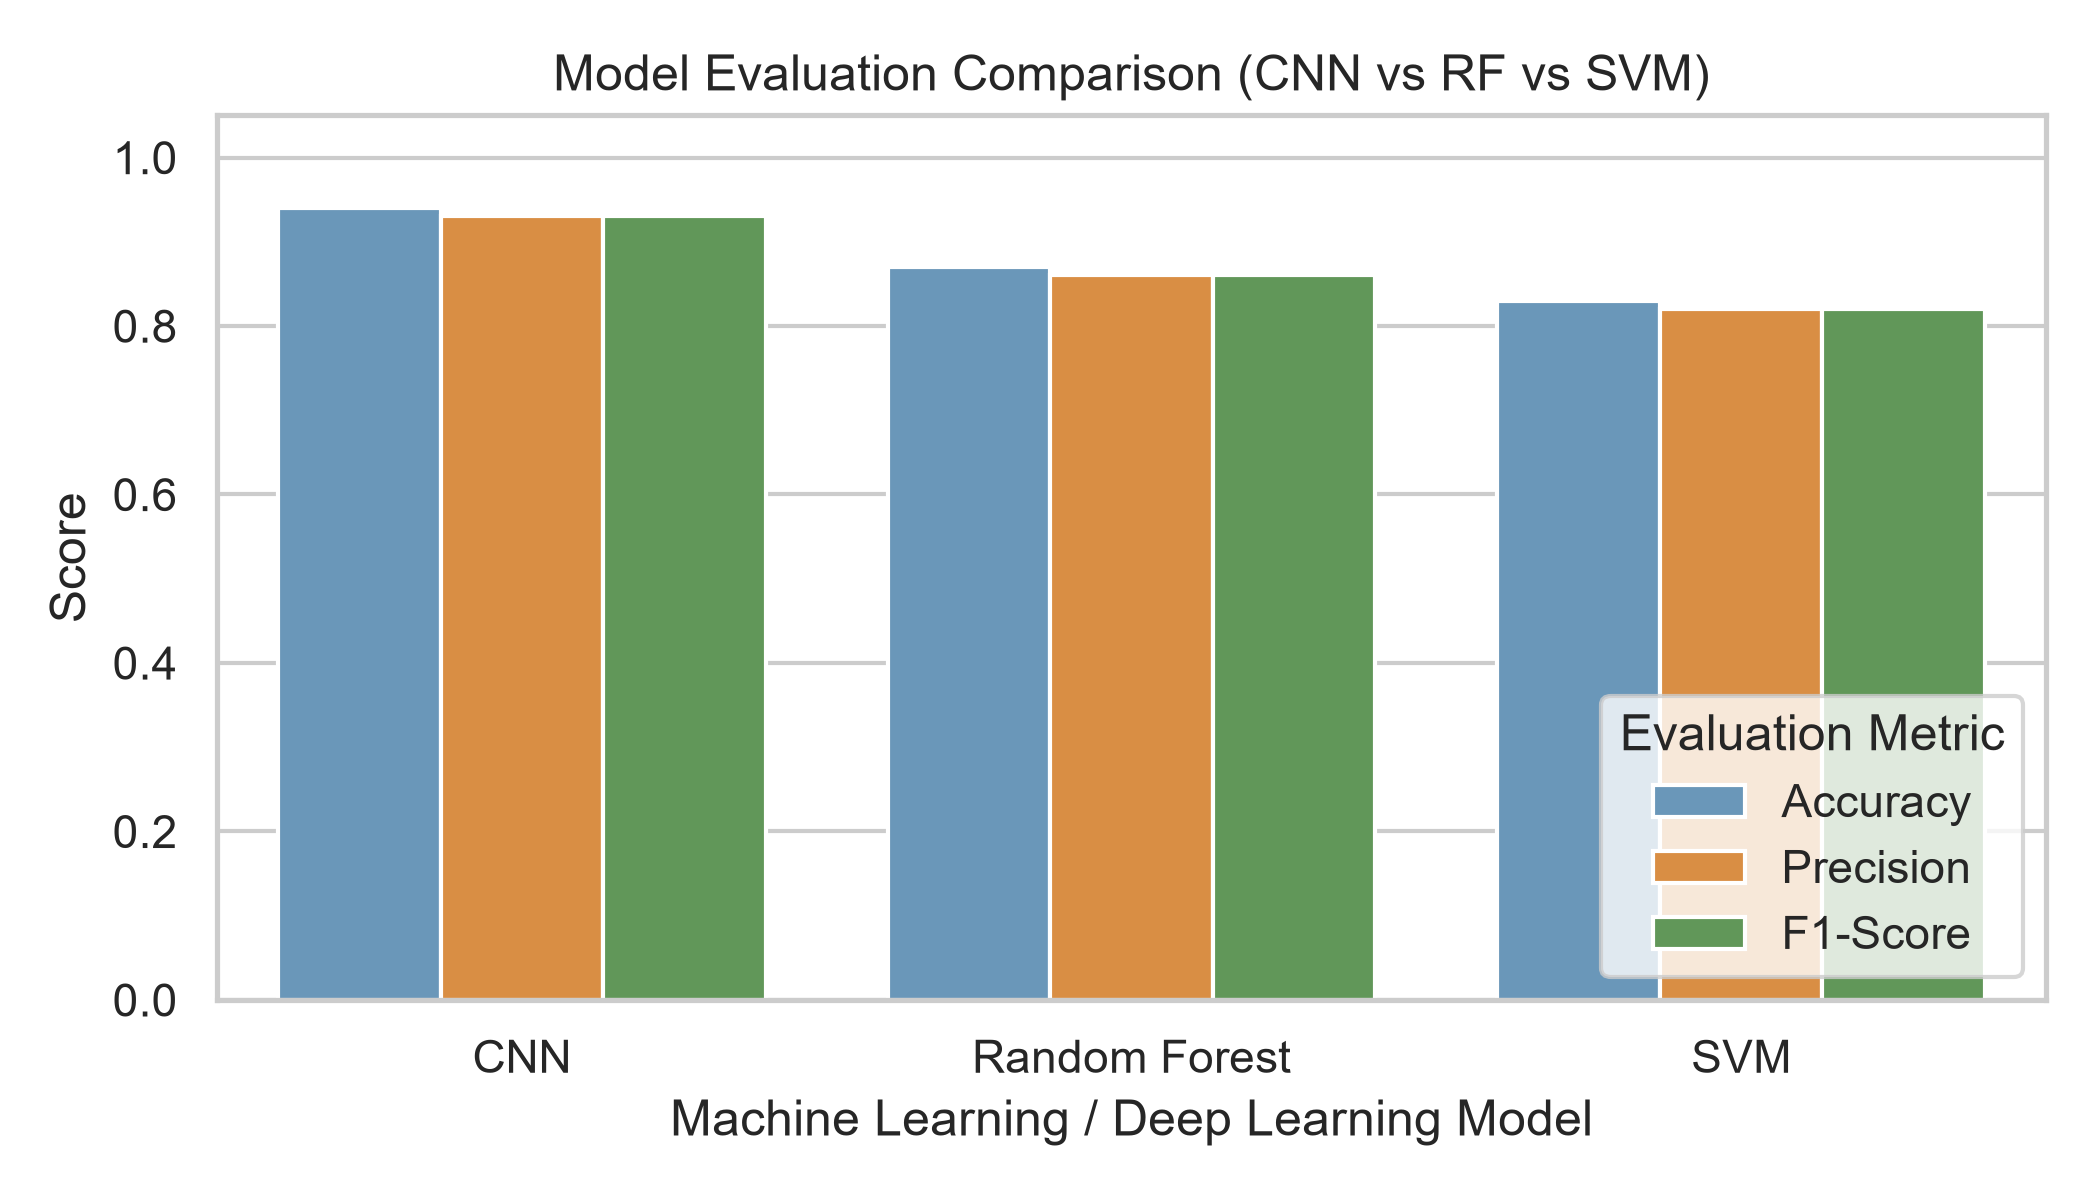 Model Evaluation Comparison (CNN vs RF vs SVM)
1.0
0.8
0.6
0.4
0.2
0.0
Score
Evaluation Metric
Accuracy
Precision
F1-Score
CNN
Random Forest
SVM
Machine Learning / Deep Learning Model